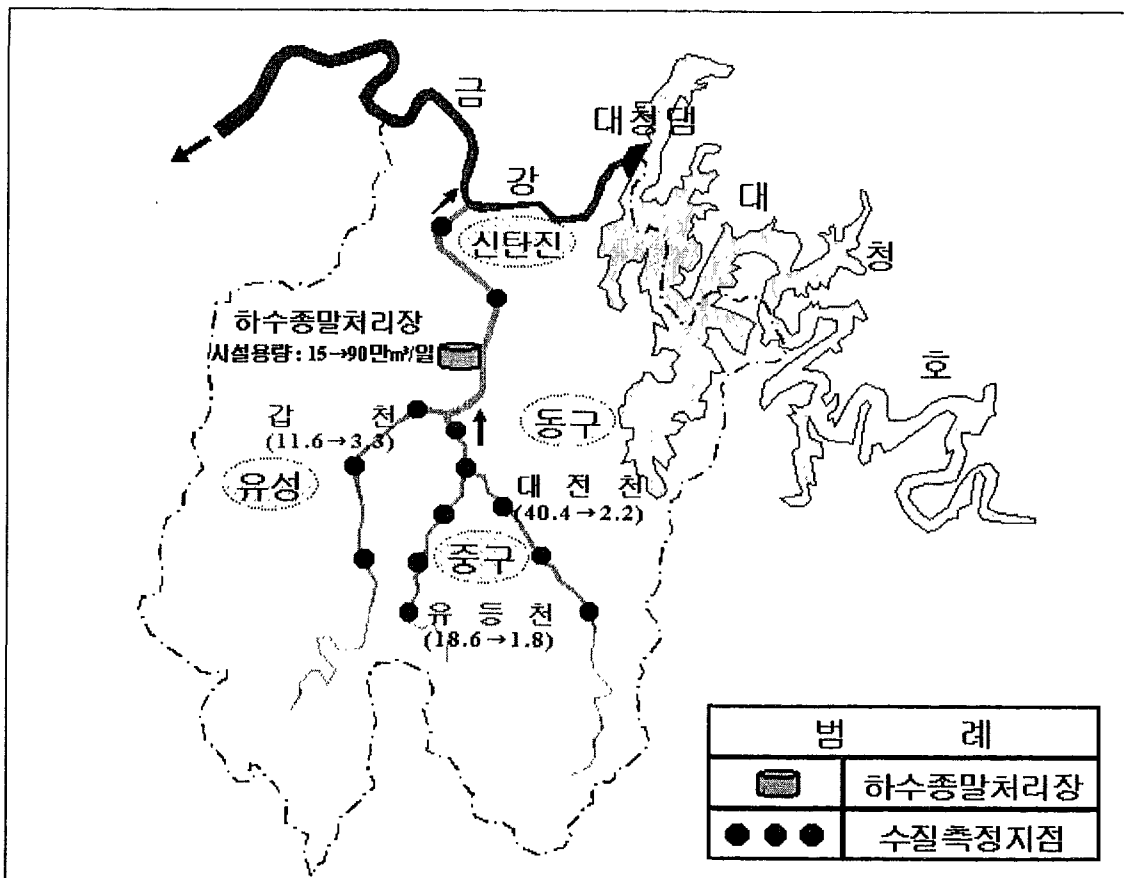 금
강
대청댐
대
청
호
신탄진
하수종말처리장
시설용량 : 15→90만㎥/일
갑 천
(11.6→3.3)
동구
유성
대 전 천
(40.4→2.2)
중구
유 등 천
(18.6→1.8)
범 례
하수종말처리장
수질측정지점